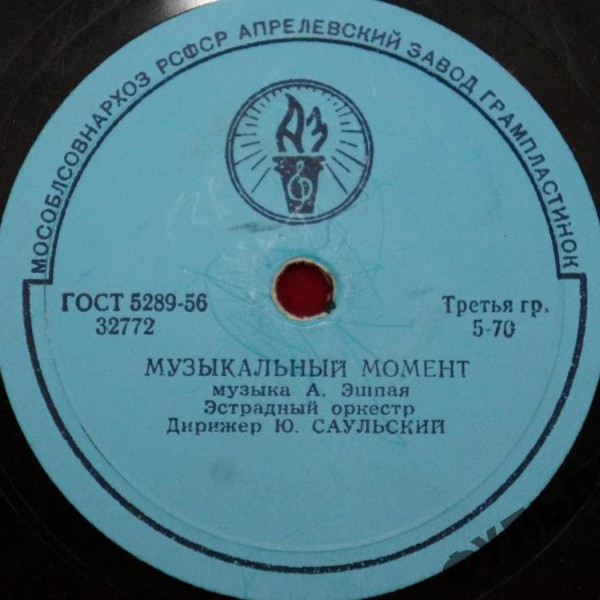 МОСОБЛСОВНАРХОЗ РСФСР АПРЕЛЕВСКИЙ ЗАВОД ГРАМПЛАСТИНОК
АЗ
ГОСТ 5289-56
32772
Третья гр.
5-70
МУЗЫКАЛЬНЫЙ МОМЕНТ
музыка А. Эшпая
Эстрадный оркестр
Дирижер Ю. САУЛЬСКИЙ